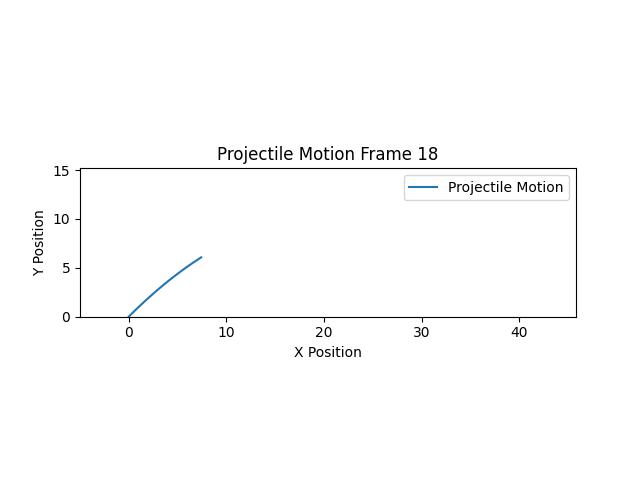 Projectile Motion Frame 18
Projectile Motion
15
10
5
0
Y Position
0 10 20 30 40
X Position